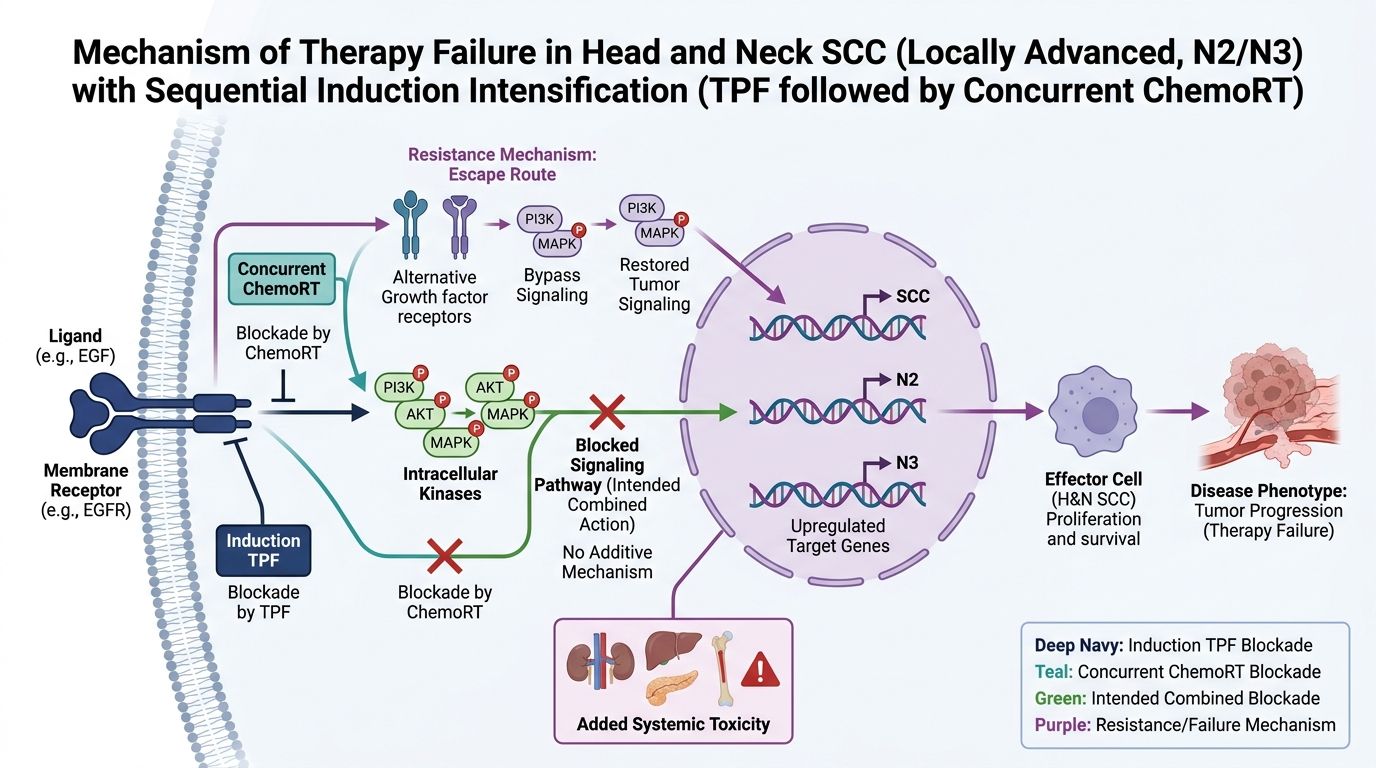 Mechanism of Therapy Failure in Head and Neck SCC (Locally Advanced, N2/N3)
with Sequential Induction Intensification (TPF followed by Concurrent ChemoRT)
Resistance Mechanism:
Escape Route
Alternative
Growth factor
receptors
PI3K
MAPK
P
Bypass
Signaling
PI3K
MAPK
P
Restored
Tumor
Signaling
Concurrent
ChemoRT
Blockade by
ChemoRT
Ligand
(e.g., EGF)
Membrane
Receptor
(e.g., EGFR)
Induction
TPF
Blockade
by TPF
PI3K
P
AKT
P
MAPK
P
AKT
P
MAPK
P
Intracellular
Kinases
Blocked
Signaling
Pathway (Intended
Combined
Action)
No Additive
Mechanism
Blockade by
ChemoRT
SCC
N2
N3
Upregulated
Target Genes
Effector Cell
(H&N SCC)
Proliferation
and survival
Disease Phenotype:
Tumor Progression
(Therapy Failure)
Added Systemic Toxicity
Deep Navy: Induction TPF Blockade
Teal: Concurrent ChemoRT Blockade
Green: Intended Combined Blockade
Purple: Resistance/Failure Mechanism